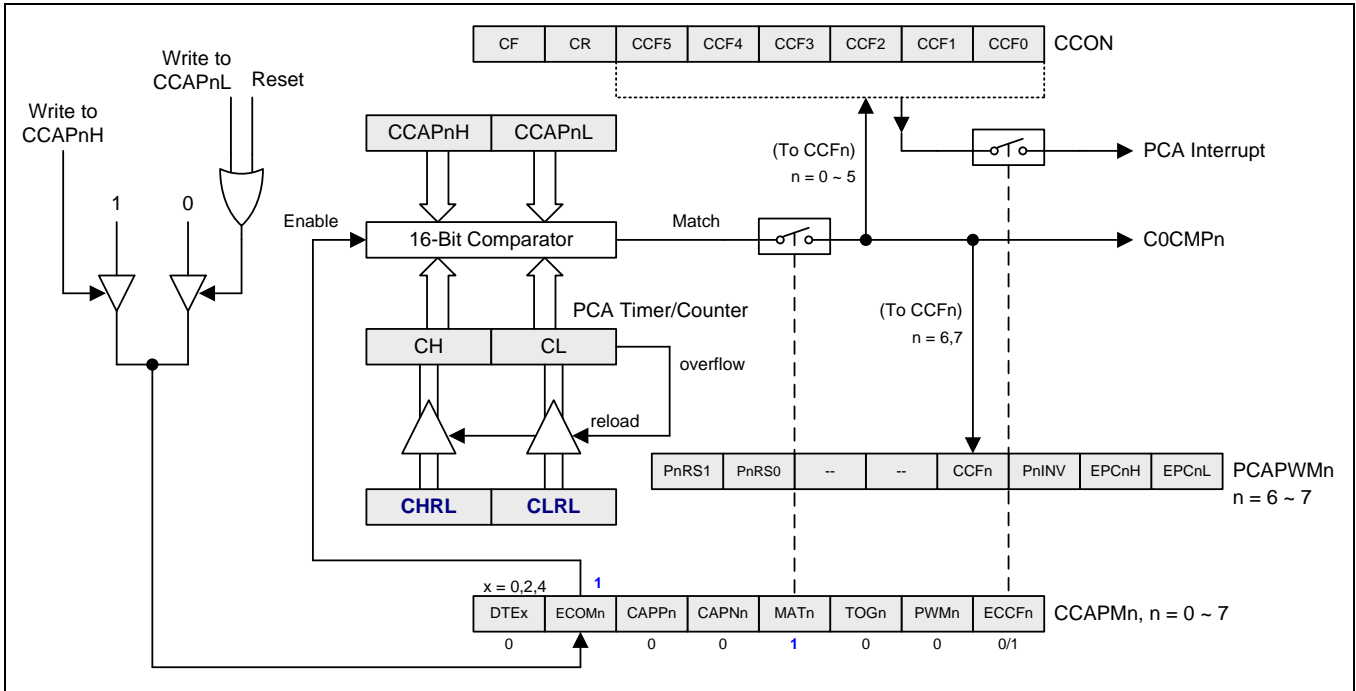 CF CR CCF5 CCF4 CCF3 CCF2 CCF1 CCF0 CCON
Write to
CCAPnL
Reset
Write to
CCAPnH
CCAPnH CCAPnL
(To CCFn)
n = 0 ~ 5
PCA Interrupt
1 0
Enable
16-Bit Comparator
Match
C0CMPn
PCA Timer/Counter
(To CCFn)
n = 6,7
CH CL
overflow
reload
PnRS1 PnRS0 -- -- CCFn PnINV EPCnH EPCnL PCAPWMn
n = 6 ~ 7
CHRL CLRL
x = 0,2,4 1
DTEx ECOMn CAPPn CAPNn MATn TOGn PWMn ECCFn CCAPMn, n = 0 ~ 7
0 0 0 1 0 0 0/1